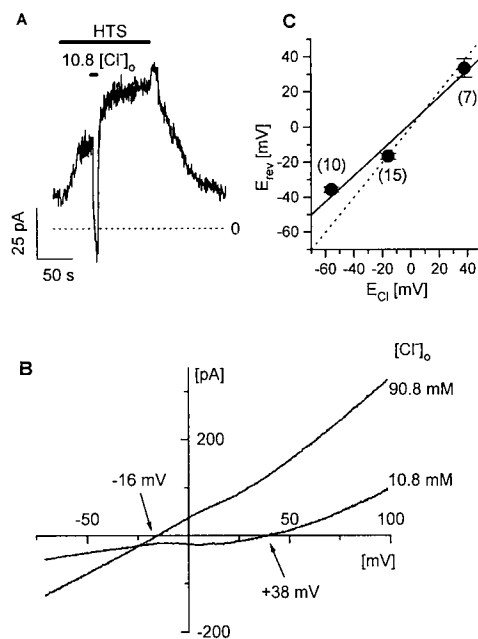 A
HTS
10.8 [Cl⁻]o
0
25 pA
50 s
C
40
20
0
-20
-40
-60
Erev [mV]
(10)
(15)
(7)
-60 -40 -20 0 20 40
ECl [mV]
B
[pA]
[Cl⁻]o
90.8 mM
200
10.8 mM
-16 mV
-50
50
100
[mV]
+38 mV
-200